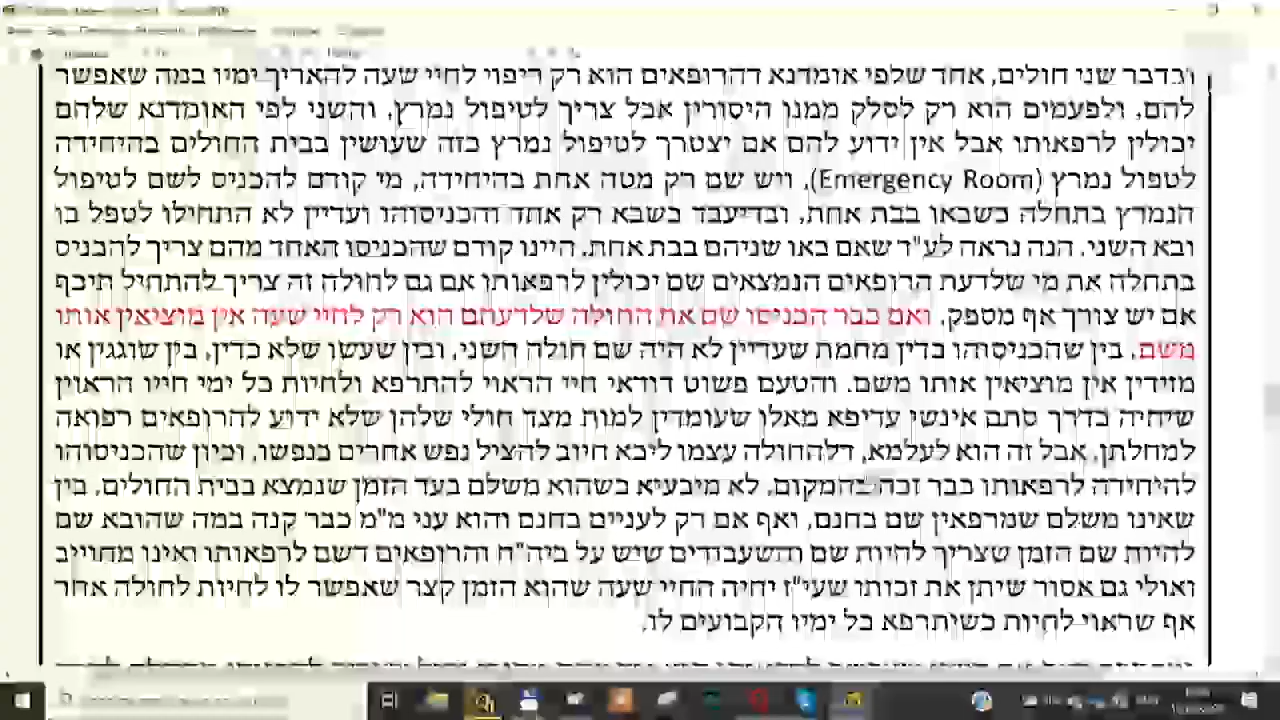 ובדבר שני חולים, אחד שלפי אומדנא דהרופאים הוא רק ריפוי לחיי שעה להאריך ימיו במה שאפשר
להם, ולפעמים הוא רק לסלק ממנו היסורין אבל צריך לטיפול נמרץ, והשני לפי האומדנא שלהם
יכולין לרפאותו אבל אין ידוע להם אם יצטרך לטיפול נמרץ כזה שעושין בבית החולים בהיחידה
לטפול נמרץ (Emergency Room), ויש שם רק מטה אחת בהיחידה, מי קודם להכניס לשם לטיפול
הנמרץ בתחלה כשבאו בבת אחת, ובדיעבד כשבא רק אחד והכניסוהו ועדיין לא התחילו לטפל בו
ובא השני. הנה נראה לע"ד שאם באו שניהם בבת אחת, היינו קודם שהכניסו האחד מהם צריך להכניס
בתחלה את מי שלדעת הרופאים הנמצאים שם יכולין לרפאותו אם גם לחולה זה צריך להתחיל תיכף
אם יש צורך אף מספק, ואם כבר הכניסו שם את החולה שלדעתם הוא רק לחיי שעה אין מוציאין אותו
משם, בין שהכניסוהו בדין מחמת שעדיין לא היה שם חולה השני, ובין שעשו שלא כדין, בין שוגגין או
מזידין אין מוציאין אותו משם. והטעם פשוט דודאי חיי הראוי להתרפא ולחיות כל ימי חייו הראוין
שיחיה כדרך סתם אינשי עדיפא מאלו שעומדין למות מצד חולי שלהן שלא ידוע להרופאים רפואה
למחלתן, אבל זה הוא לעלמא, דלהחולה עצמו ליכא חיוב להציל נפש אחרים בנפשו, וכיון שהכניסוהו
להיחידה לרפאותו כבר זכה בהמקום, לא מיבעיא כשהוא משלם בעד הזמן שנמצא בבית החולים, בין
שאינו משלם שמרפאין שם בחנם, ואף אם רק לעניים בחנם והוא עני מ"מ כבר קנה במה שהובא שם
להיות שם הזמן שצריך להיות שם והשעבודים שיש על ביה"ח והרופאים דשם לרפאותו ואינו מחוייב
ואולי גם אסור שיתן את זכותו שעי"ז יחיה החיי שעה שהוא הזמן קצר שאפשר לו לחיות לחולה אחר
אף שראוי לחיות כשיתרפא כל ימיו הקבועים לו.